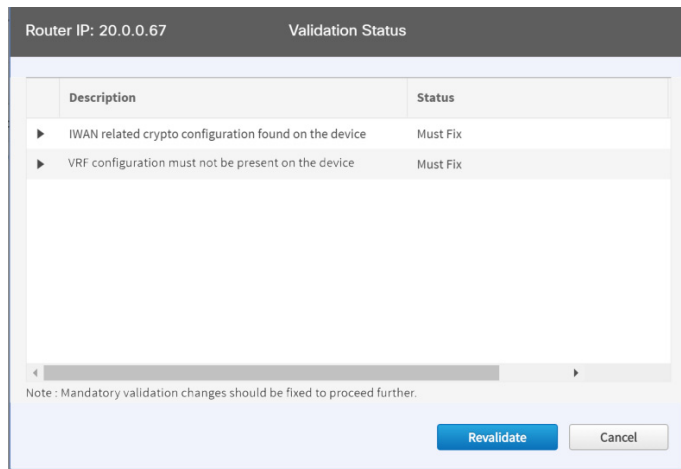 Router IP: 20.0.0.67 Validation Status
Description Status
IWAN related crypto configuration found on the device Must Fix
VRF configuration must not be present on the device Must Fix
Note : Mandatory validation changes should be fixed to proceed further.
Revalidate Cancel